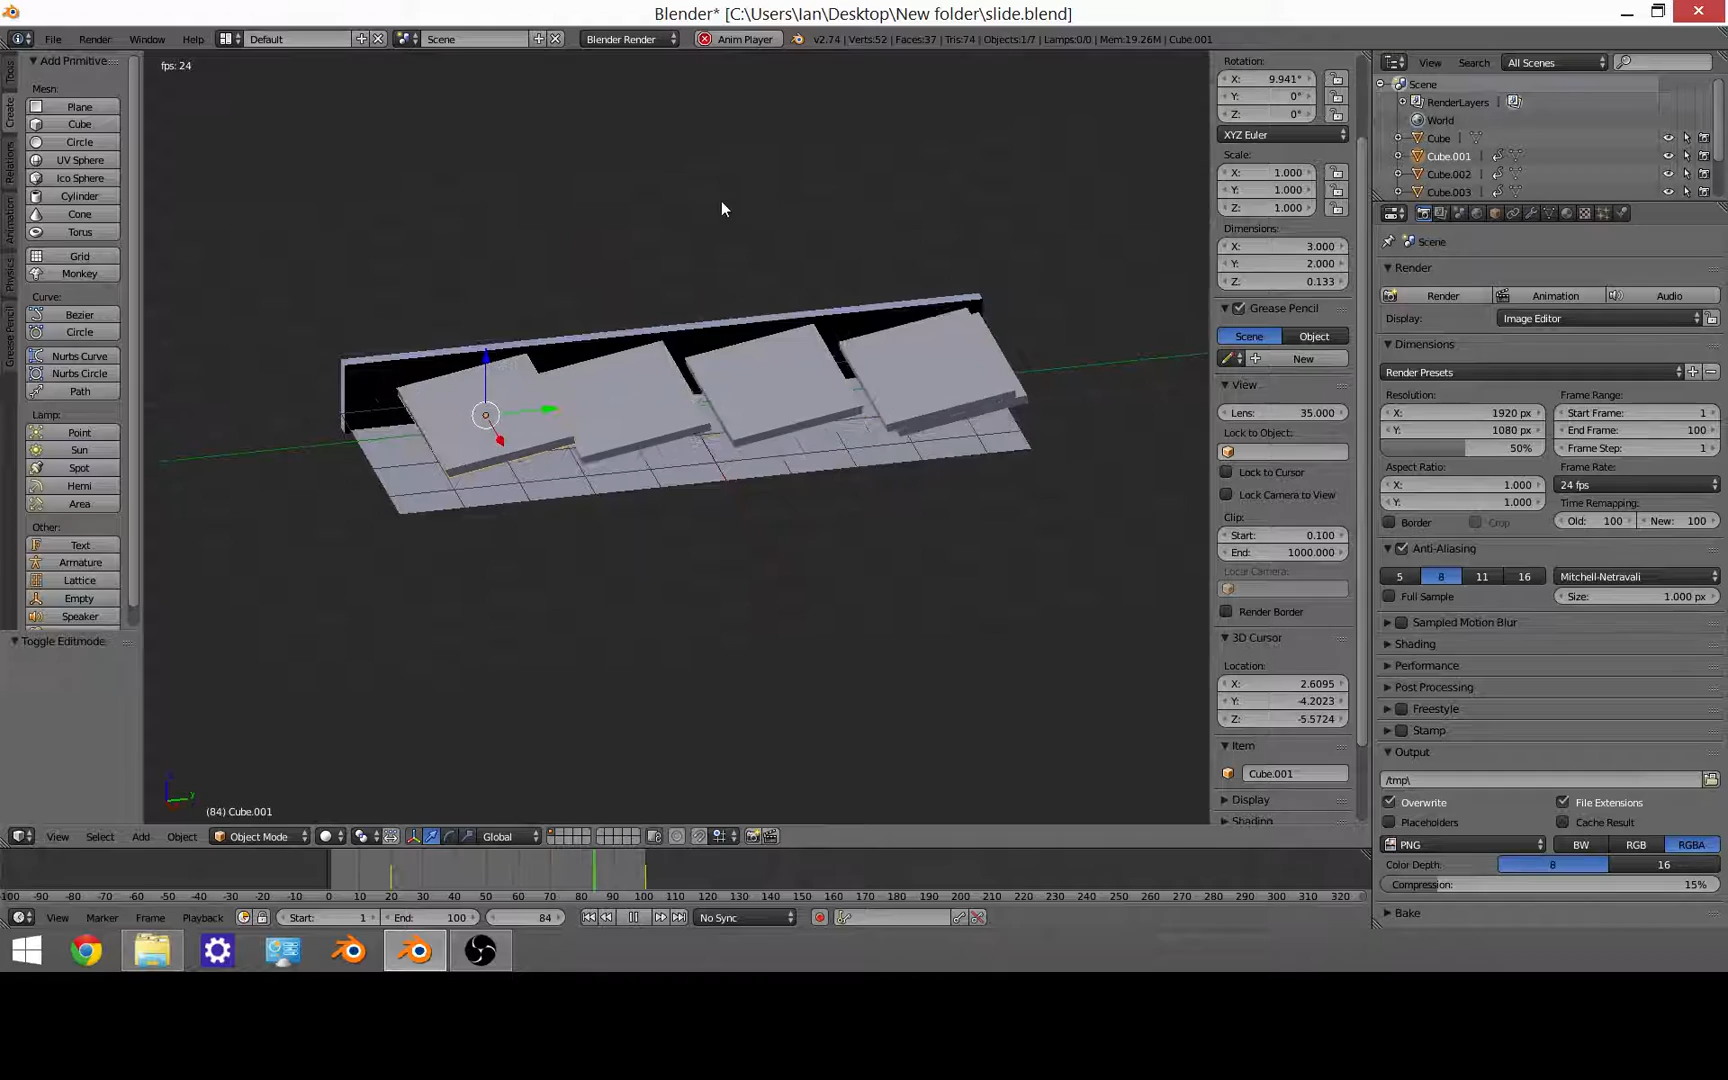 Blender* [C:\Users\Ian\Desktop\New folder\slide.blend]
File Render Window Help Default Scene Blender Render Anim Player v2.74 | Verts:52 | Faces:37 | Tris:74 | Objects:1/7 | Lamps:0/0 | Mem:19.26M | Cube.001
Tools
Create
Relations
Animation
Physics
Grease Pencil
Add Primitive
Mesh:
Plane
Cube
Circle
UV Sphere
Ico Sphere
Cylinder
Cone
Torus
Grid
Monkey
Curve:
Bezier
Circle
Nurbs Curve
Nurbs Circle
Path
Lamp:
Point
Sun
Spot
Hemi
Area
Other:
Text
Armature
Lattice
Empty
Speaker
Toggle Editmode
fps: 24
(84) Cube.001
Rotation:
X: 9.941°
Y: 0°
Z: 0°
XYZ Euler
Scale:
X: 1.000
Y: 1.000
Z: 1.000
Dimensions:
X: 3.000
Y: 2.000
Z: 0.133
Grease Pencil
Scene Object
New
View
Lens: 35.000
Lock to Object:
Lock to Cursor
Lock Camera to View
Clip:
Start: 0.100
End: 1000.000
Local Camera:
Render Border
3D Cursor
Location:
X: 2.6095
Y: -4.2023
Z: -5.5724
Item
Cube.001
Display
Shading
View Search All Scenes
Scene
RenderLayers
World
Cube
Cube.001
Cube.002
Cube.003
Scene
Render
Render Animation Audio
Display: Image Editor
Dimensions
Render Presets
Resolution: Frame Range:
X: 1920 px Start Frame: 1
Y: 1080 px End Frame: 100
50% Frame Step: 1
Aspect Ratio: Frame Rate:
X: 1.000 24 fps
Y: 1.000 Time Remapping:
Border Crop Old: 100 New: 100
Anti-Aliasing
5 8 11 16 Mitchell-Netravali
Full Sample Size: 1.000 px
Sampled Motion Blur
Shading
Performance
Post Processing
Freestyle
Stamp
Output
/tmp\
Overwrite File Extensions
Placeholders Cache Result
PNG BW RGB RGBA
Color Depth: 8 16
Compression: 15%
Bake
View Select Add Object Object Mode Global
-100 -90 -80 -70 -60 -50 -40 -30 -20 -10 0 10 20 30 40 50 60 70 80 90 100 110 120 130 140 150 160 170 180 190 200 210 220 230 240 250 260 270 280 290 300 310 320
View Marker Frame Playback Start: 1 End: 100 84 No Sync